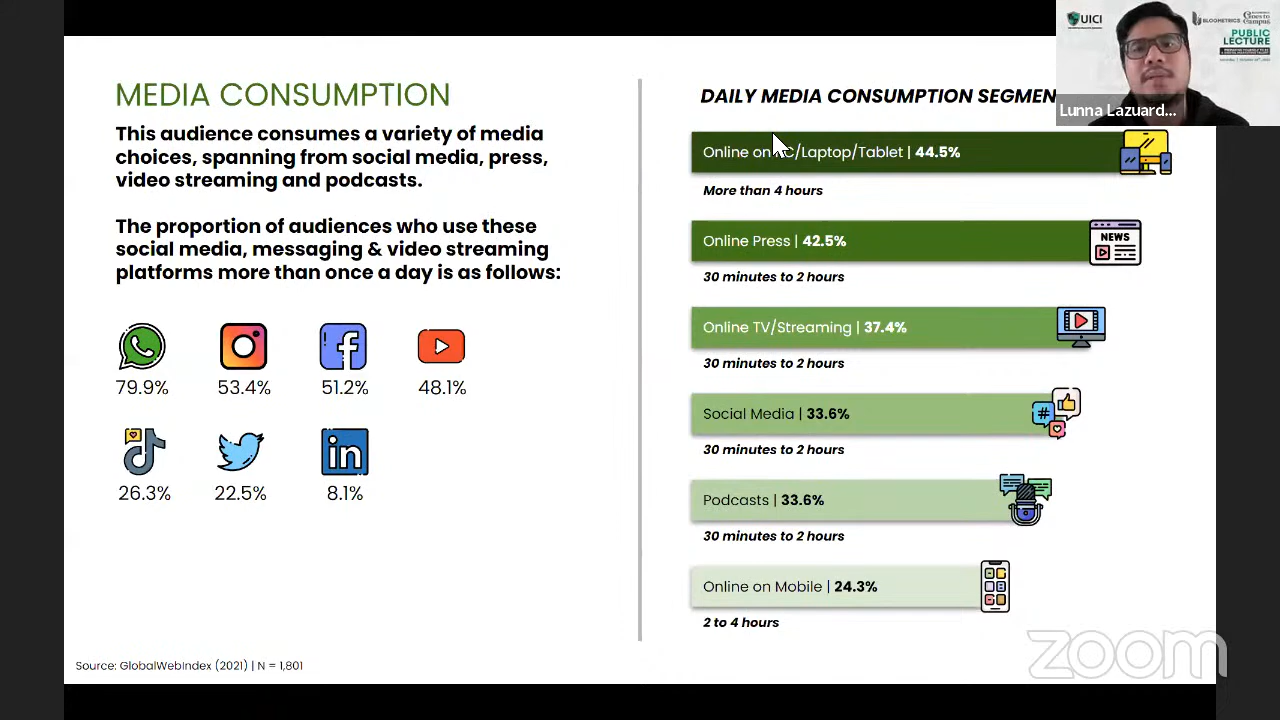 MEDIA CONSUMPTION
This audience consumes a variety of media
choices, spanning from social media, press,
video streaming and podcasts.
The proportion of audiences who use these
social media, messaging & video streaming
platforms more than once a day is as follows:
79.9%
53.4%
51.2%
48.1%
26.3%
22.5%
8.1%
Source: GlobalWebIndex (2021) | N = 1,801
DAILY MEDIA CONSUMPTION SEGMEN
Online on /Laptop/Tablet | 44.5%
More than 4 hours
Online Press | 42.5%
NEWS
30 minutes to 2 hours
Online TV/Streaming | 37.4%
30 minutes to 2 hours
Social Media | 33.6%
#
30 minutes to 2 hours
Podcasts | 33.6%
30 minutes to 2 hours
Online on Mobile | 24.3%
2 to 4 hours
UICI
BLOOMETRICS
Goes to
Campus
PUBLIC
LECTURE
Lunna Lazuard...
zoom